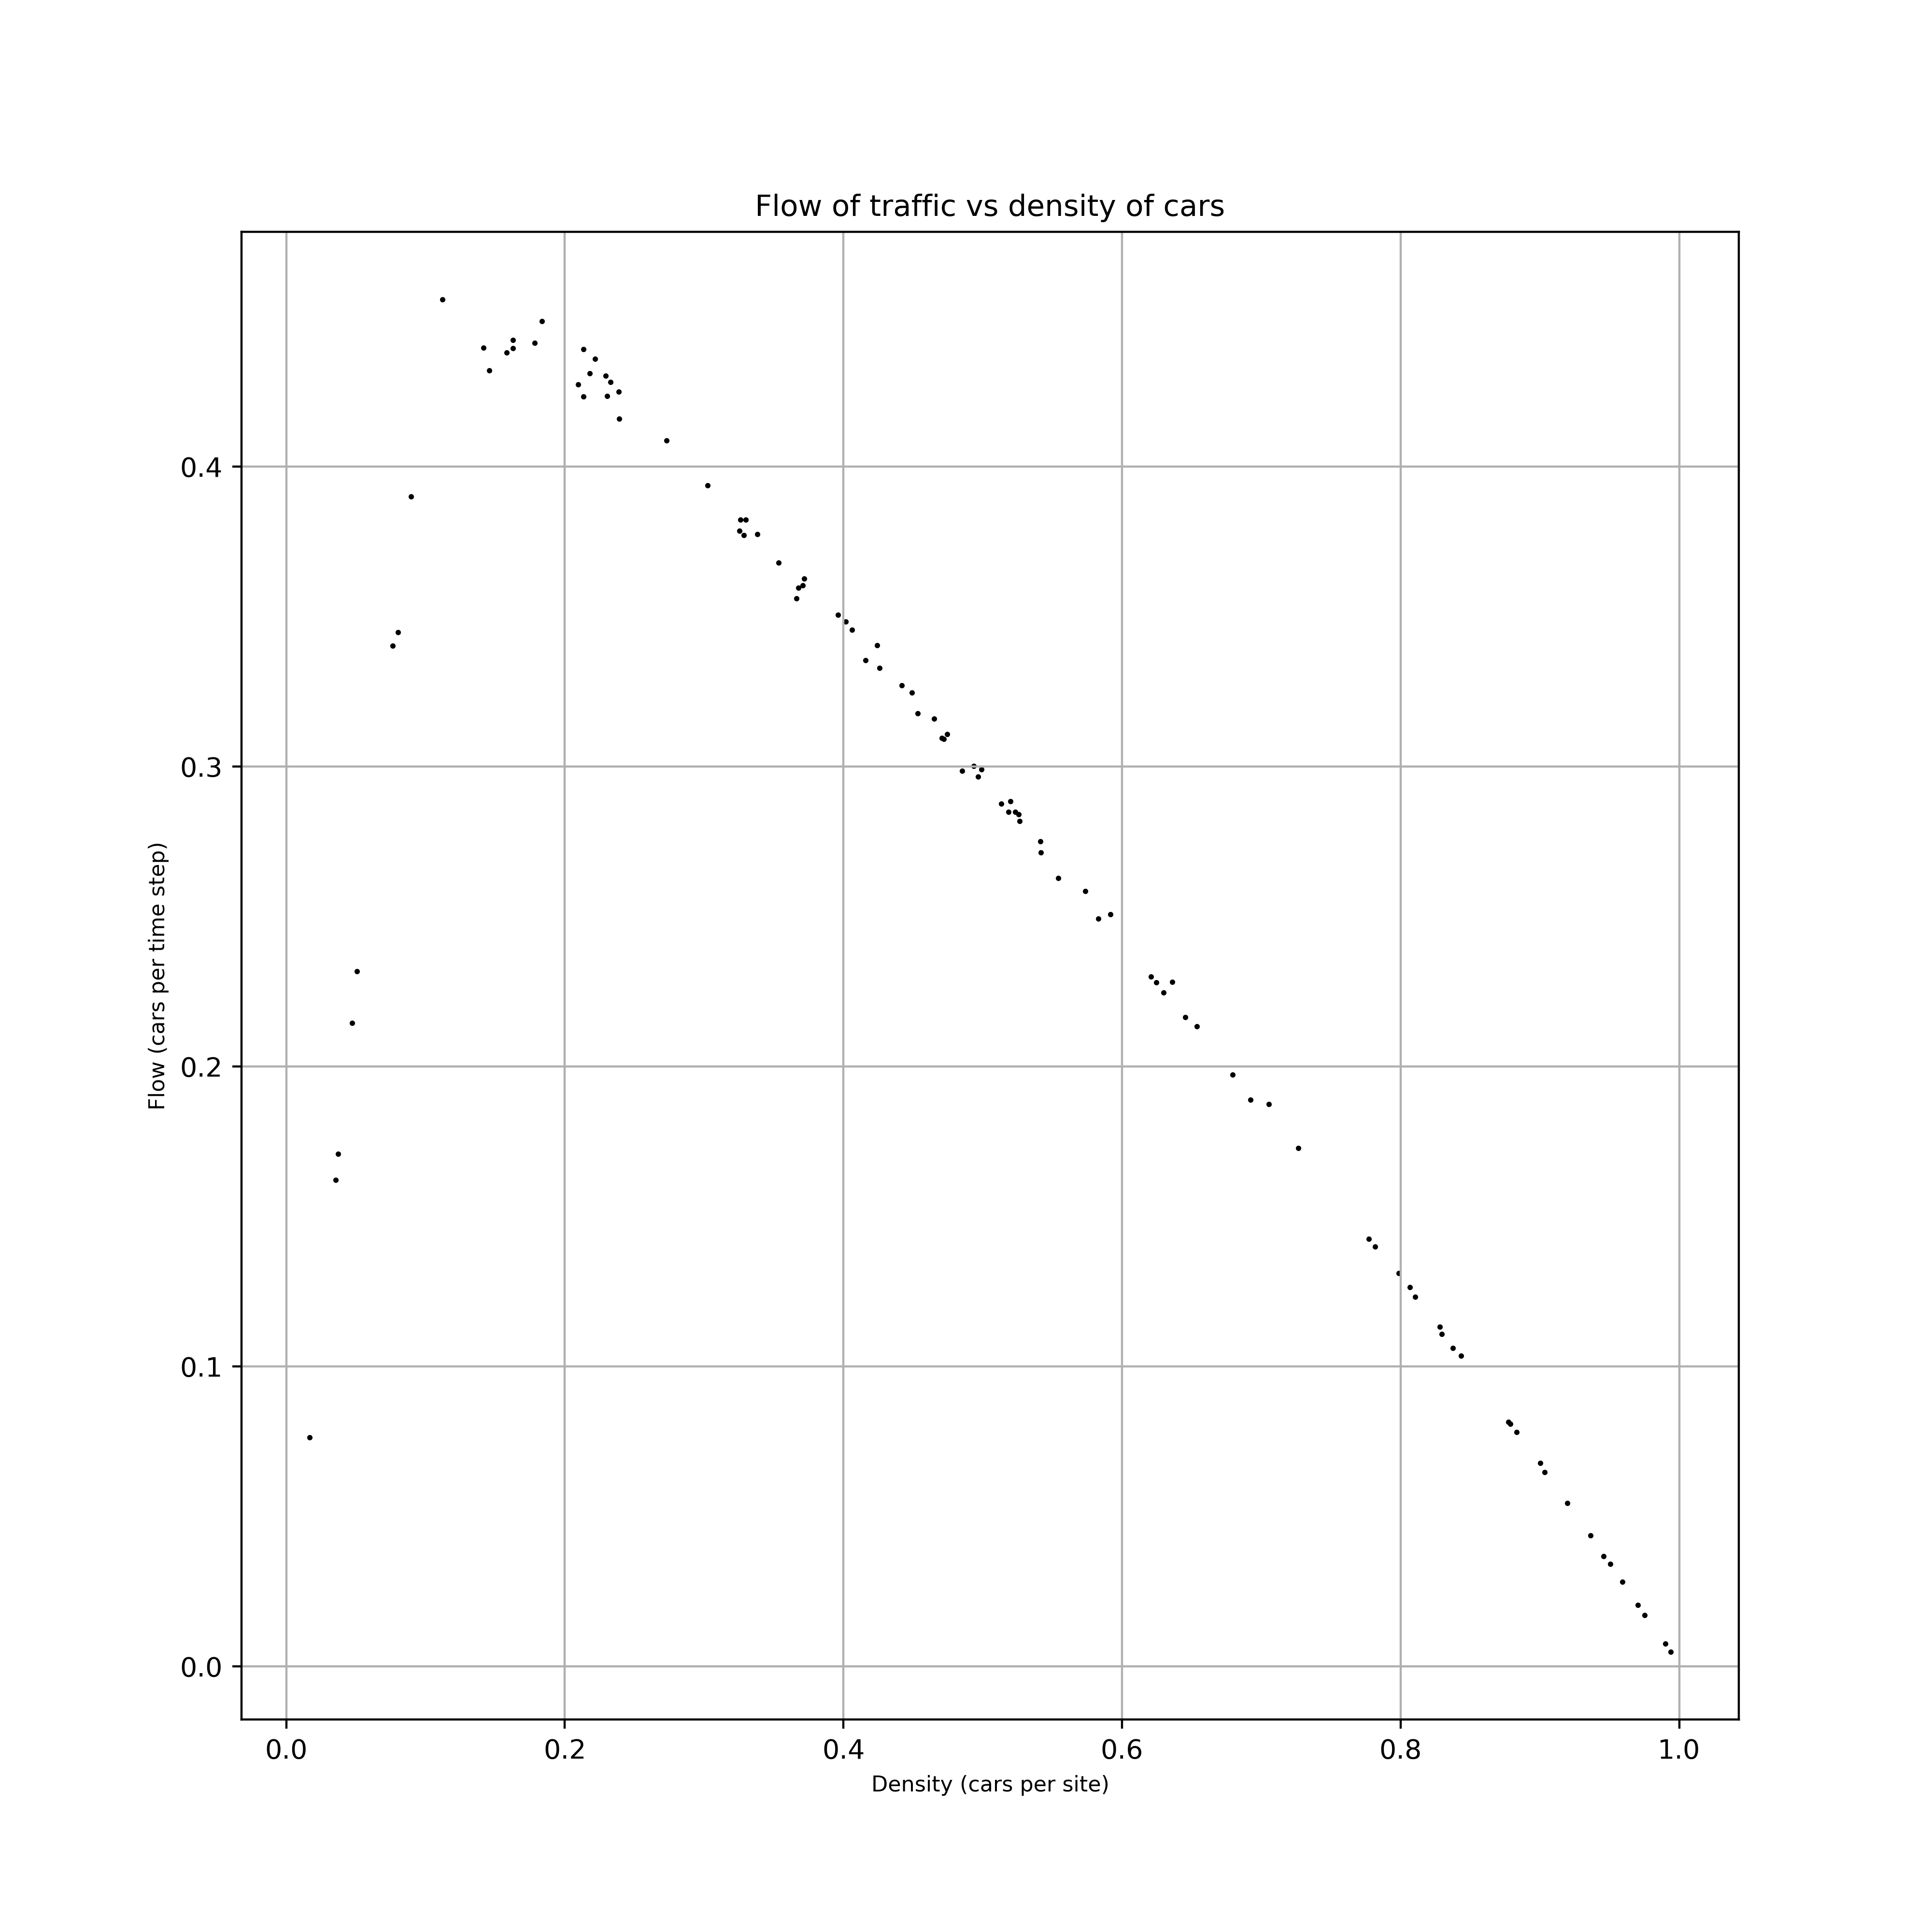 Flow of traffic vs density of cars
Flow (cars per time step)
0.4
0.3
0.2
0.1
0.0
0.0 0.2 0.4 0.6 0.8 1.0
Density (cars per site)